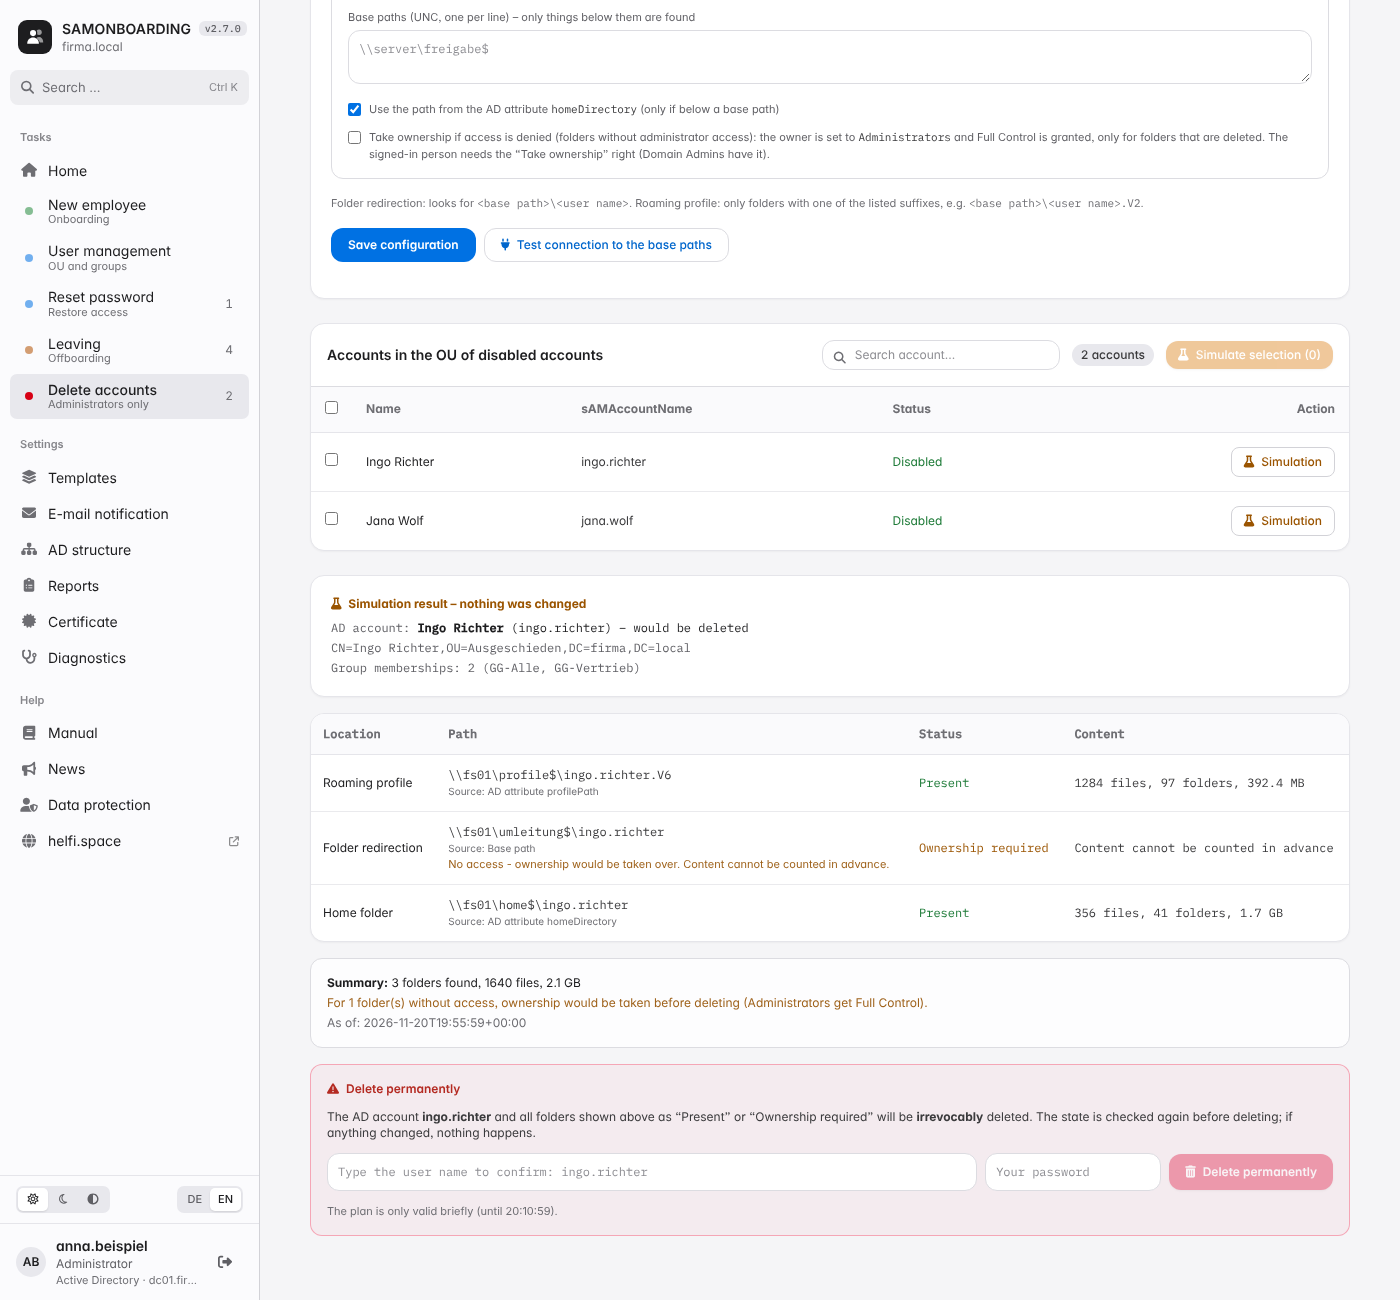 SAMONBOARDING v2.7.0
firma.local
Search ... Ctrl K
Tasks
Home
New employee
Onboarding
User management
OU and groups
Reset password 1
Restore access
Leaving 4
Offboarding
Delete accounts 2
Administrators only
Settings
Templates
E-mail notification
AD structure
Reports
Certificate
Diagnostics
Help
Manual
News
Data protection
helfi.space
DE EN
AB
anna.beispiel
Administrator
Active Directory · dc01.fir...
Base paths (UNC, one per line) – only things below them are found
\\server\freigabe$
Use the path from the AD attribute homeDirectory (only if below a base path)
Take ownership if access is denied (folders without administrator access): the owner is set to Administrators and Full Control is granted, only for folders that are deleted. The
signed-in person needs the “Take ownership” right (Domain Admins have it).
Folder redirection: looks for <base path>\<user name>. Roaming profile: only folders with one of the listed suffixes, e.g. <base path>\<user name>.V2.
Save configuration Test connection to the base paths
Accounts in the OU of disabled accounts Search account... 2 accounts Simulate selection (0)
Name sAMAccountName Status Action
Ingo Richter ingo.richter Disabled Simulation
Jana Wolf jana.wolf Disabled Simulation
Simulation result – nothing was changed
AD account: Ingo Richter (ingo.richter) – would be deleted
CN=Ingo Richter,OU=Ausgeschieden,DC=firma,DC=local
Group memberships: 2 (GG-Alle, GG-Vertrieb)
Location Path Status Content
Roaming profile \\fs01\profile$\ingo.richter.V6 Present 1284 files, 97 folders, 392.4 MB
Source: AD attribute profilePath
Folder redirection \\fs01\umleitung$\ingo.richter Ownership required Content cannot be counted in advance
Source: Base path
No access - ownership would be taken over. Content cannot be counted in advance.
Home folder \\fs01\home$\ingo.richter Present 356 files, 41 folders, 1.7 GB
Source: AD attribute homeDirectory
Summary: 3 folders found, 1640 files, 2.1 GB
For 1 folder(s) without access, ownership would be taken before deleting (Administrators get Full Control).
As of: 2026-11-20T19:55:59+00:00
Delete permanently
The AD account ingo.richter and all folders shown above as “Present” or “Ownership required” will be irrevocably deleted. The state is checked again before deleting; if
anything changed, nothing happens.
Type the user name to confirm: ingo.richter Your password Delete permanently
The plan is only valid briefly (until 20:10:59).